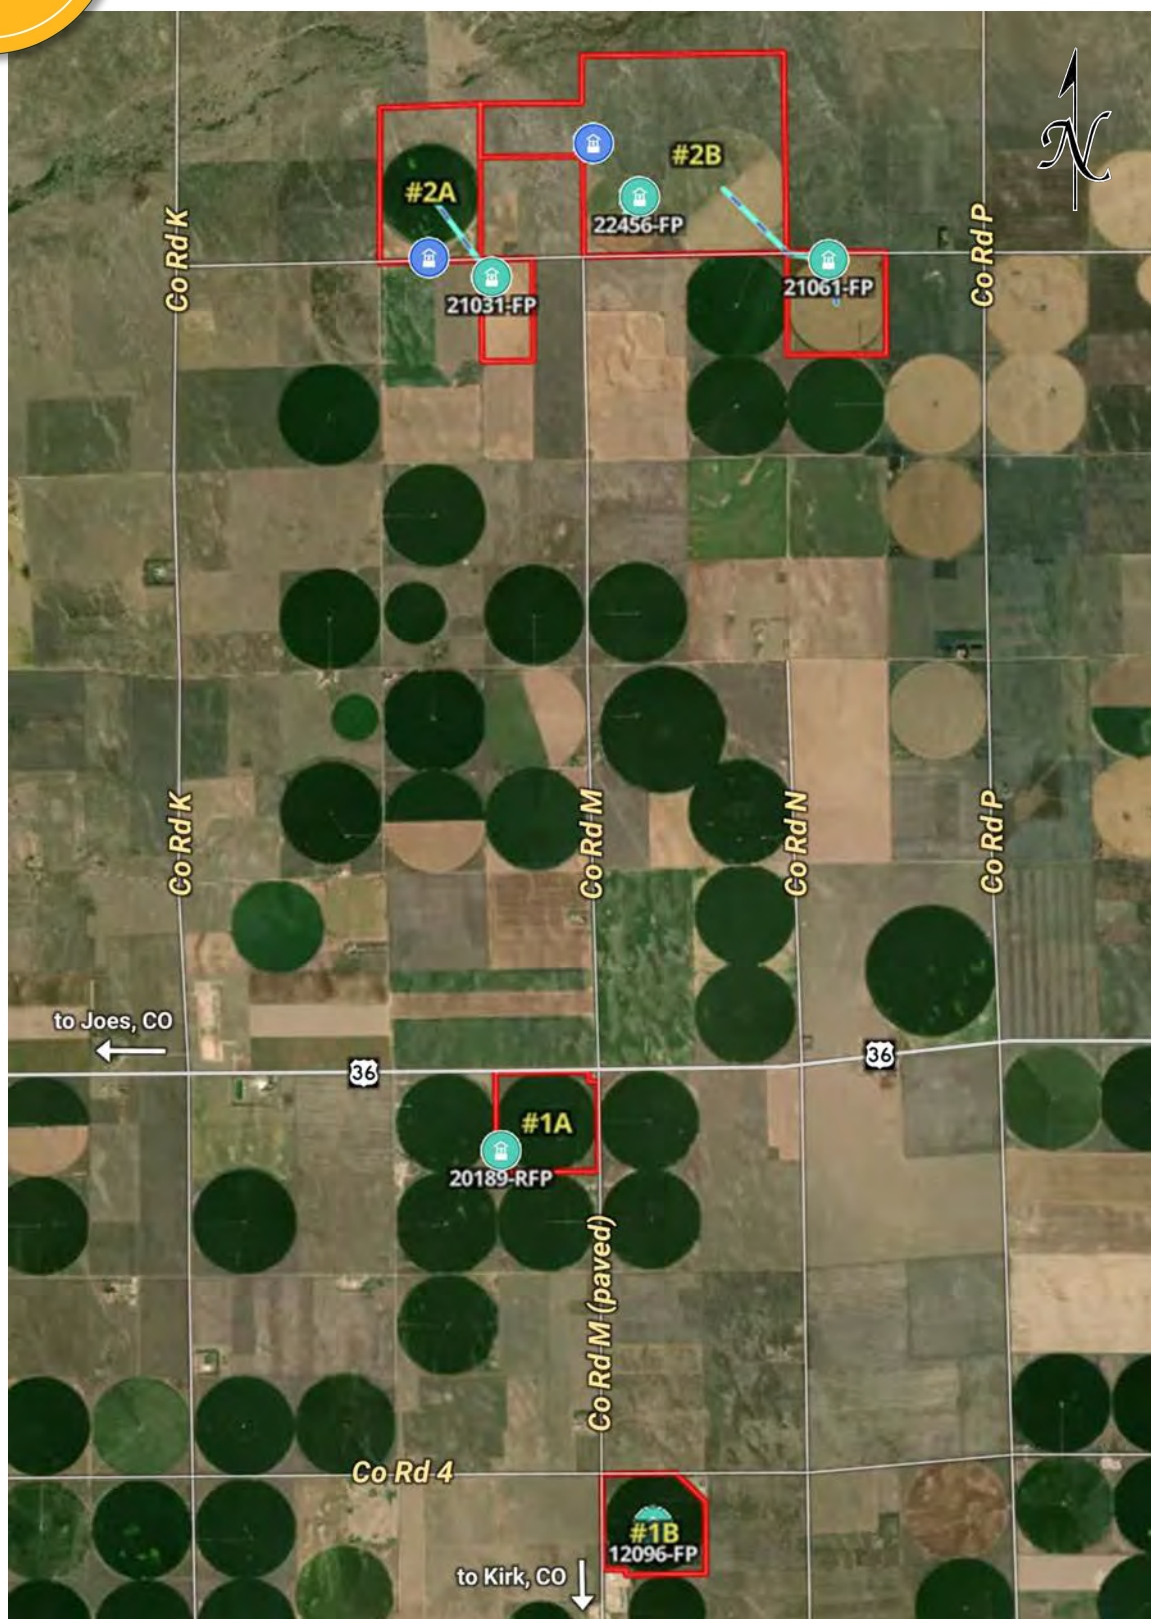 N
#2B
#2A
22456-FP
Co Rd K
Co Rd P
21061-FP
21031-FP
Co Rd K
Co Rd M
Co Rd N
Co Rd P
to Joes, CO
36
36
#1A
20189-RFP
Co Rd M (paved)
Co Rd 4
#1B
12096-FP
to Kirk, CO